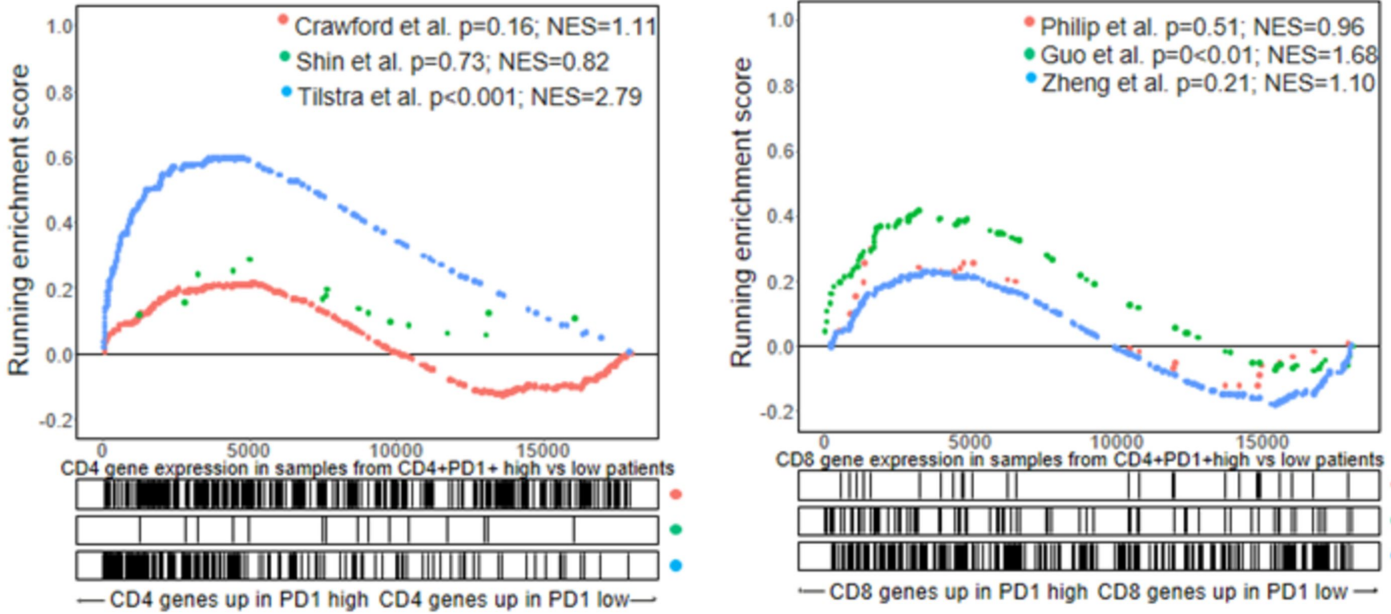 Crawford et al. p=0.16; NES=1.11
Shin et al. p=0.73; NES=0.82
Tilstra et al. p<0.001; NES=2.79
Running enrichment score
1.0
0.8
0.6
0.4
0.2
0.0
-0.2
0 5000 10000 15000
CD4 gene expression in samples from CD4+PD1+ high vs low patients
CD4 genes up in PD1 high CD4 genes up in PD1 low
Philip et al. p=0.51; NES=0.96
Guo et al. p=0<0.01; NES=1.68
Zheng et al. p=0.21; NES=1.10
Running enrichment score
1.0
0.8
0.6
0.4
0.2
0.0
-0.2
0 5000 10000 15000
CD8 gene expression in samples from CD4+PD1+high vs low patients
CD8 genes up in PD1 high CD8 genes up in PD1 low